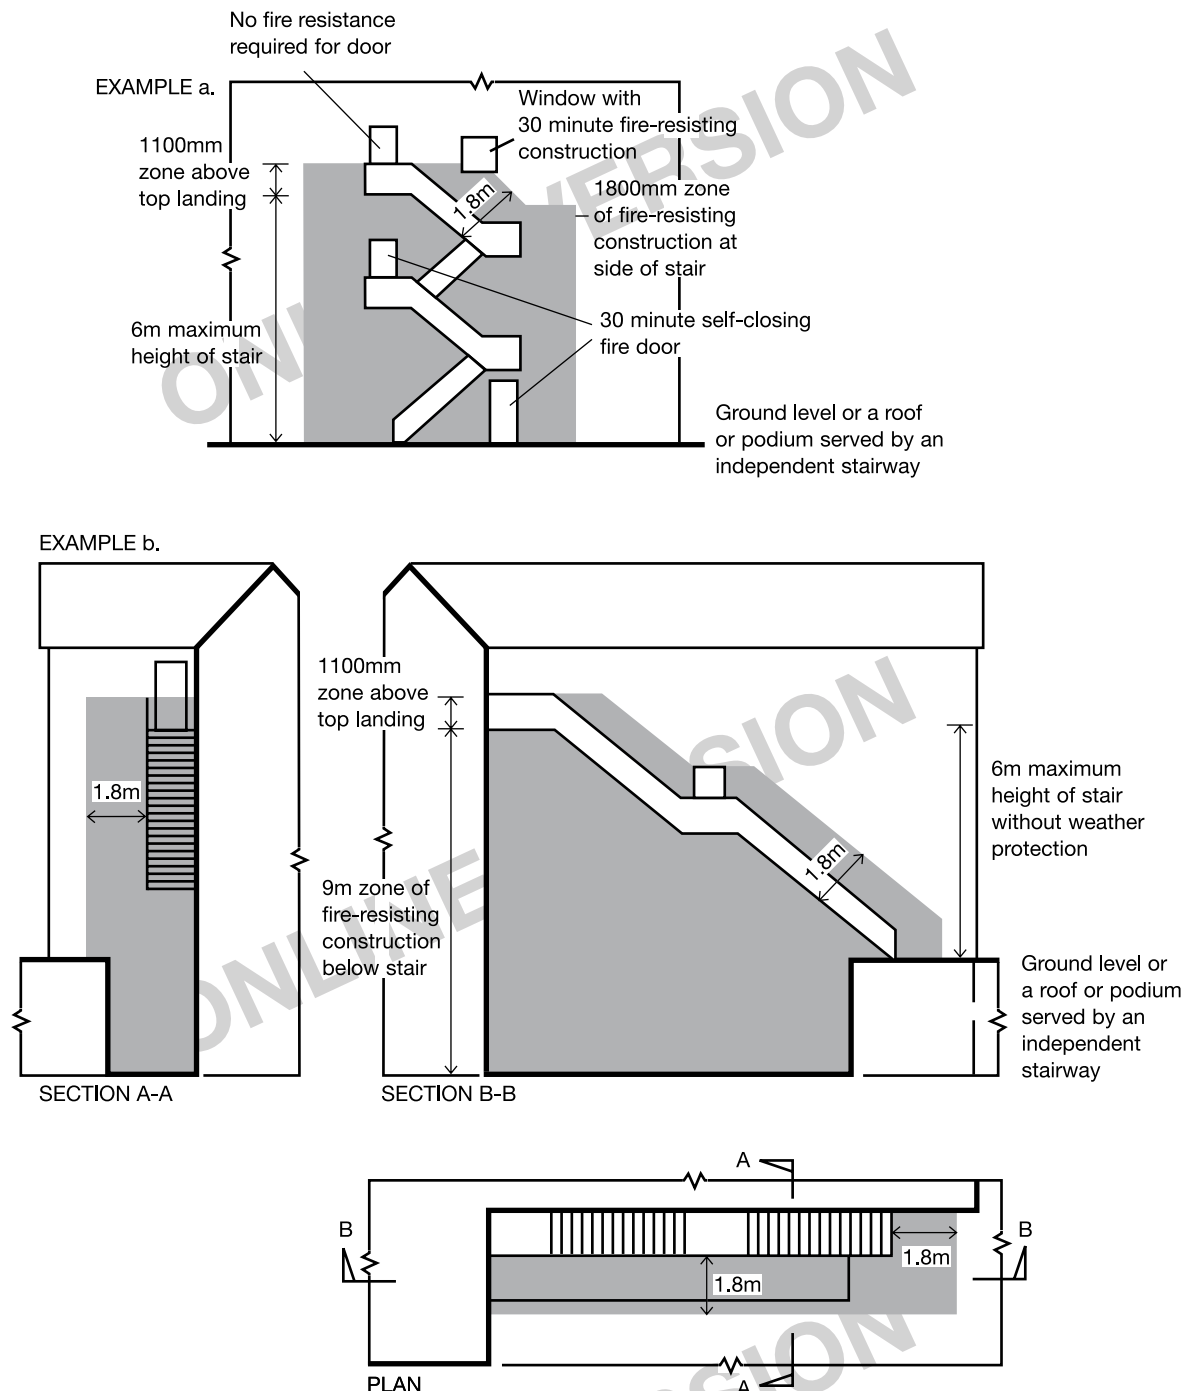 No fire resistance
required for door
EXAMPLE a.
Window with
30 minute fire-resisting
construction
1100mm
zone above
top landing
1.8m
1800mm zone
of fire-resisting
construction at
side of stair
6m maximum
height of stair
30 minute self-closing
fire door
Ground level or a roof
or podium served by an
independent stairway
ONLINE VERSION
EXAMPLE b.
1100mm
zone above
top landing
1.8m
6m maximum
height of stair
without weather
protection
1.8m
9m zone of
fire-resisting
construction
below stair
Ground level or
a roof or podium
served by an
independent
stairway
ONLINE VERSION
SECTION A-A
SECTION B-B
A
B
B
1.8m
1.8m
PLAN
A
VERSION